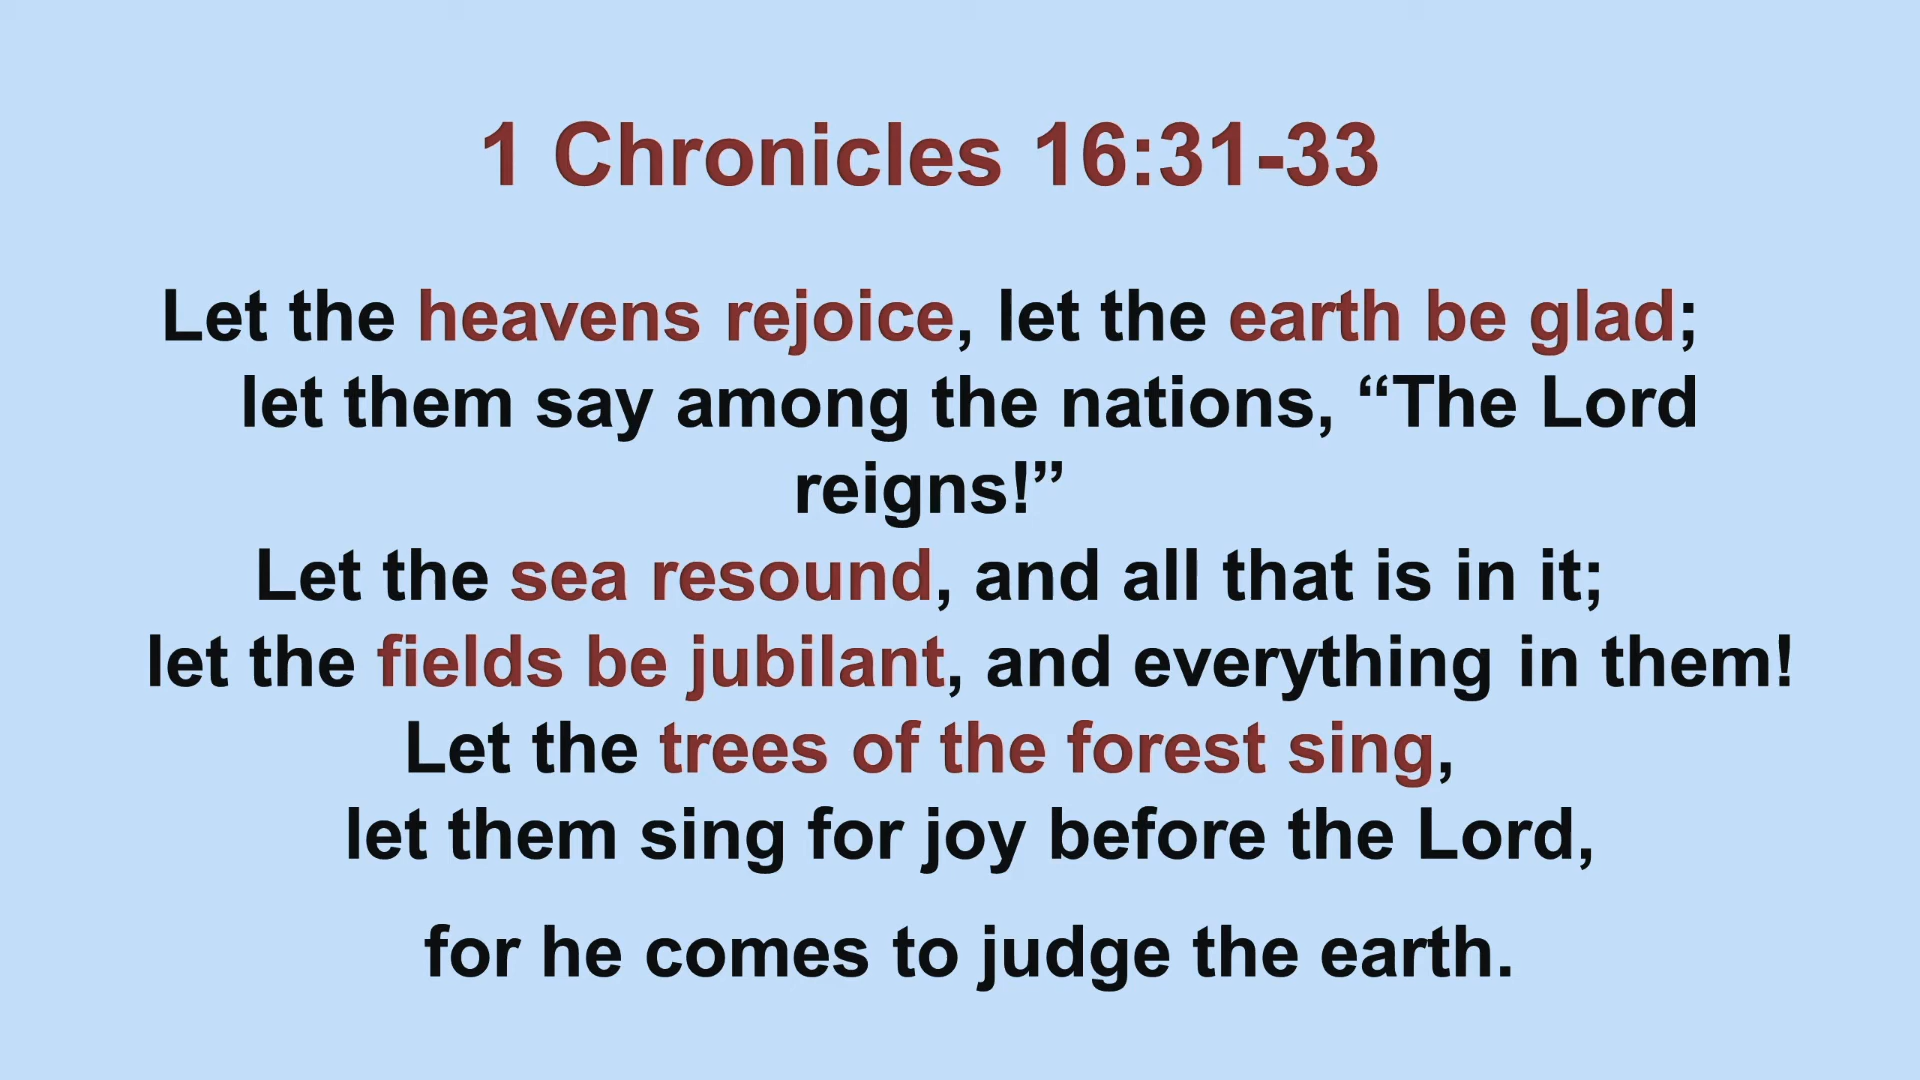 1 Chronicles 16:31-33
Let the heavens rejoice, let the earth be glad;
let them say among the nations, “The Lord
reigns!”
Let the sea resound, and all that is in it;
let the fields be jubilant, and everything in them!
Let the trees of the forest sing,
let them sing for joy before the Lord,
for he comes to judge the earth.